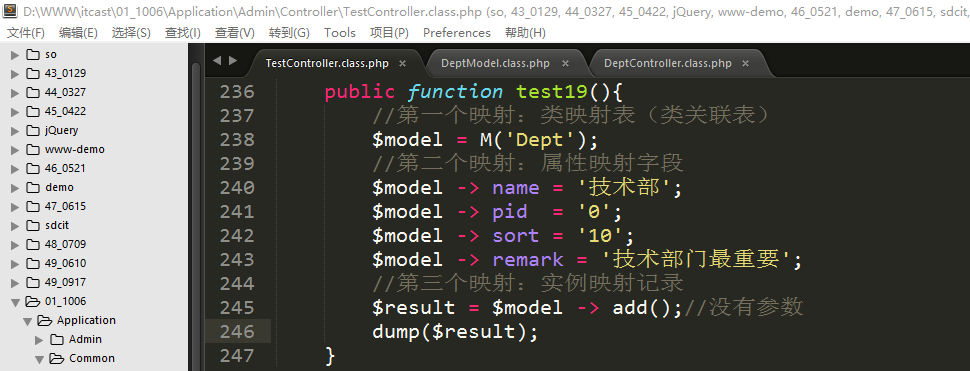 D:\WWW\itcast\01_1006\Application\Admin\Controller\TestController.class.php (so, 43_0129, 44_0327, 45_0422, jQuery, www-demo, 46_0521, demo, 47_0615, sdcit,
文件(F) 编辑(E) 选择(S) 查找(I) 查看(V) 转到(G) Tools 项目(P) Preferences 帮助(H)
so
43_0129
44_0327
45_0422
jQuery
www-demo
46_0521
demo
47_0615
sdcit
48_0709
49_0610
49_0917
01_1006
Application
Admin
Common
TestController.class.php × DeptModel.class.php × DeptController.class.php ×
236 public function test19(){
237 //第一个映射：类映射表（类关联表）
238 $model = M('Dept');
239 //第二个映射：属性映射字段
240 $model -> name = '技术部';
241 $model -> pid  = '0';
242 $model -> sort = '10';
243 $model -> remark = '技术部门最重要';
244 //第三个映射：实例映射记录
245 $result = $model -> add();//没有参数
246 dump($result);
247 }